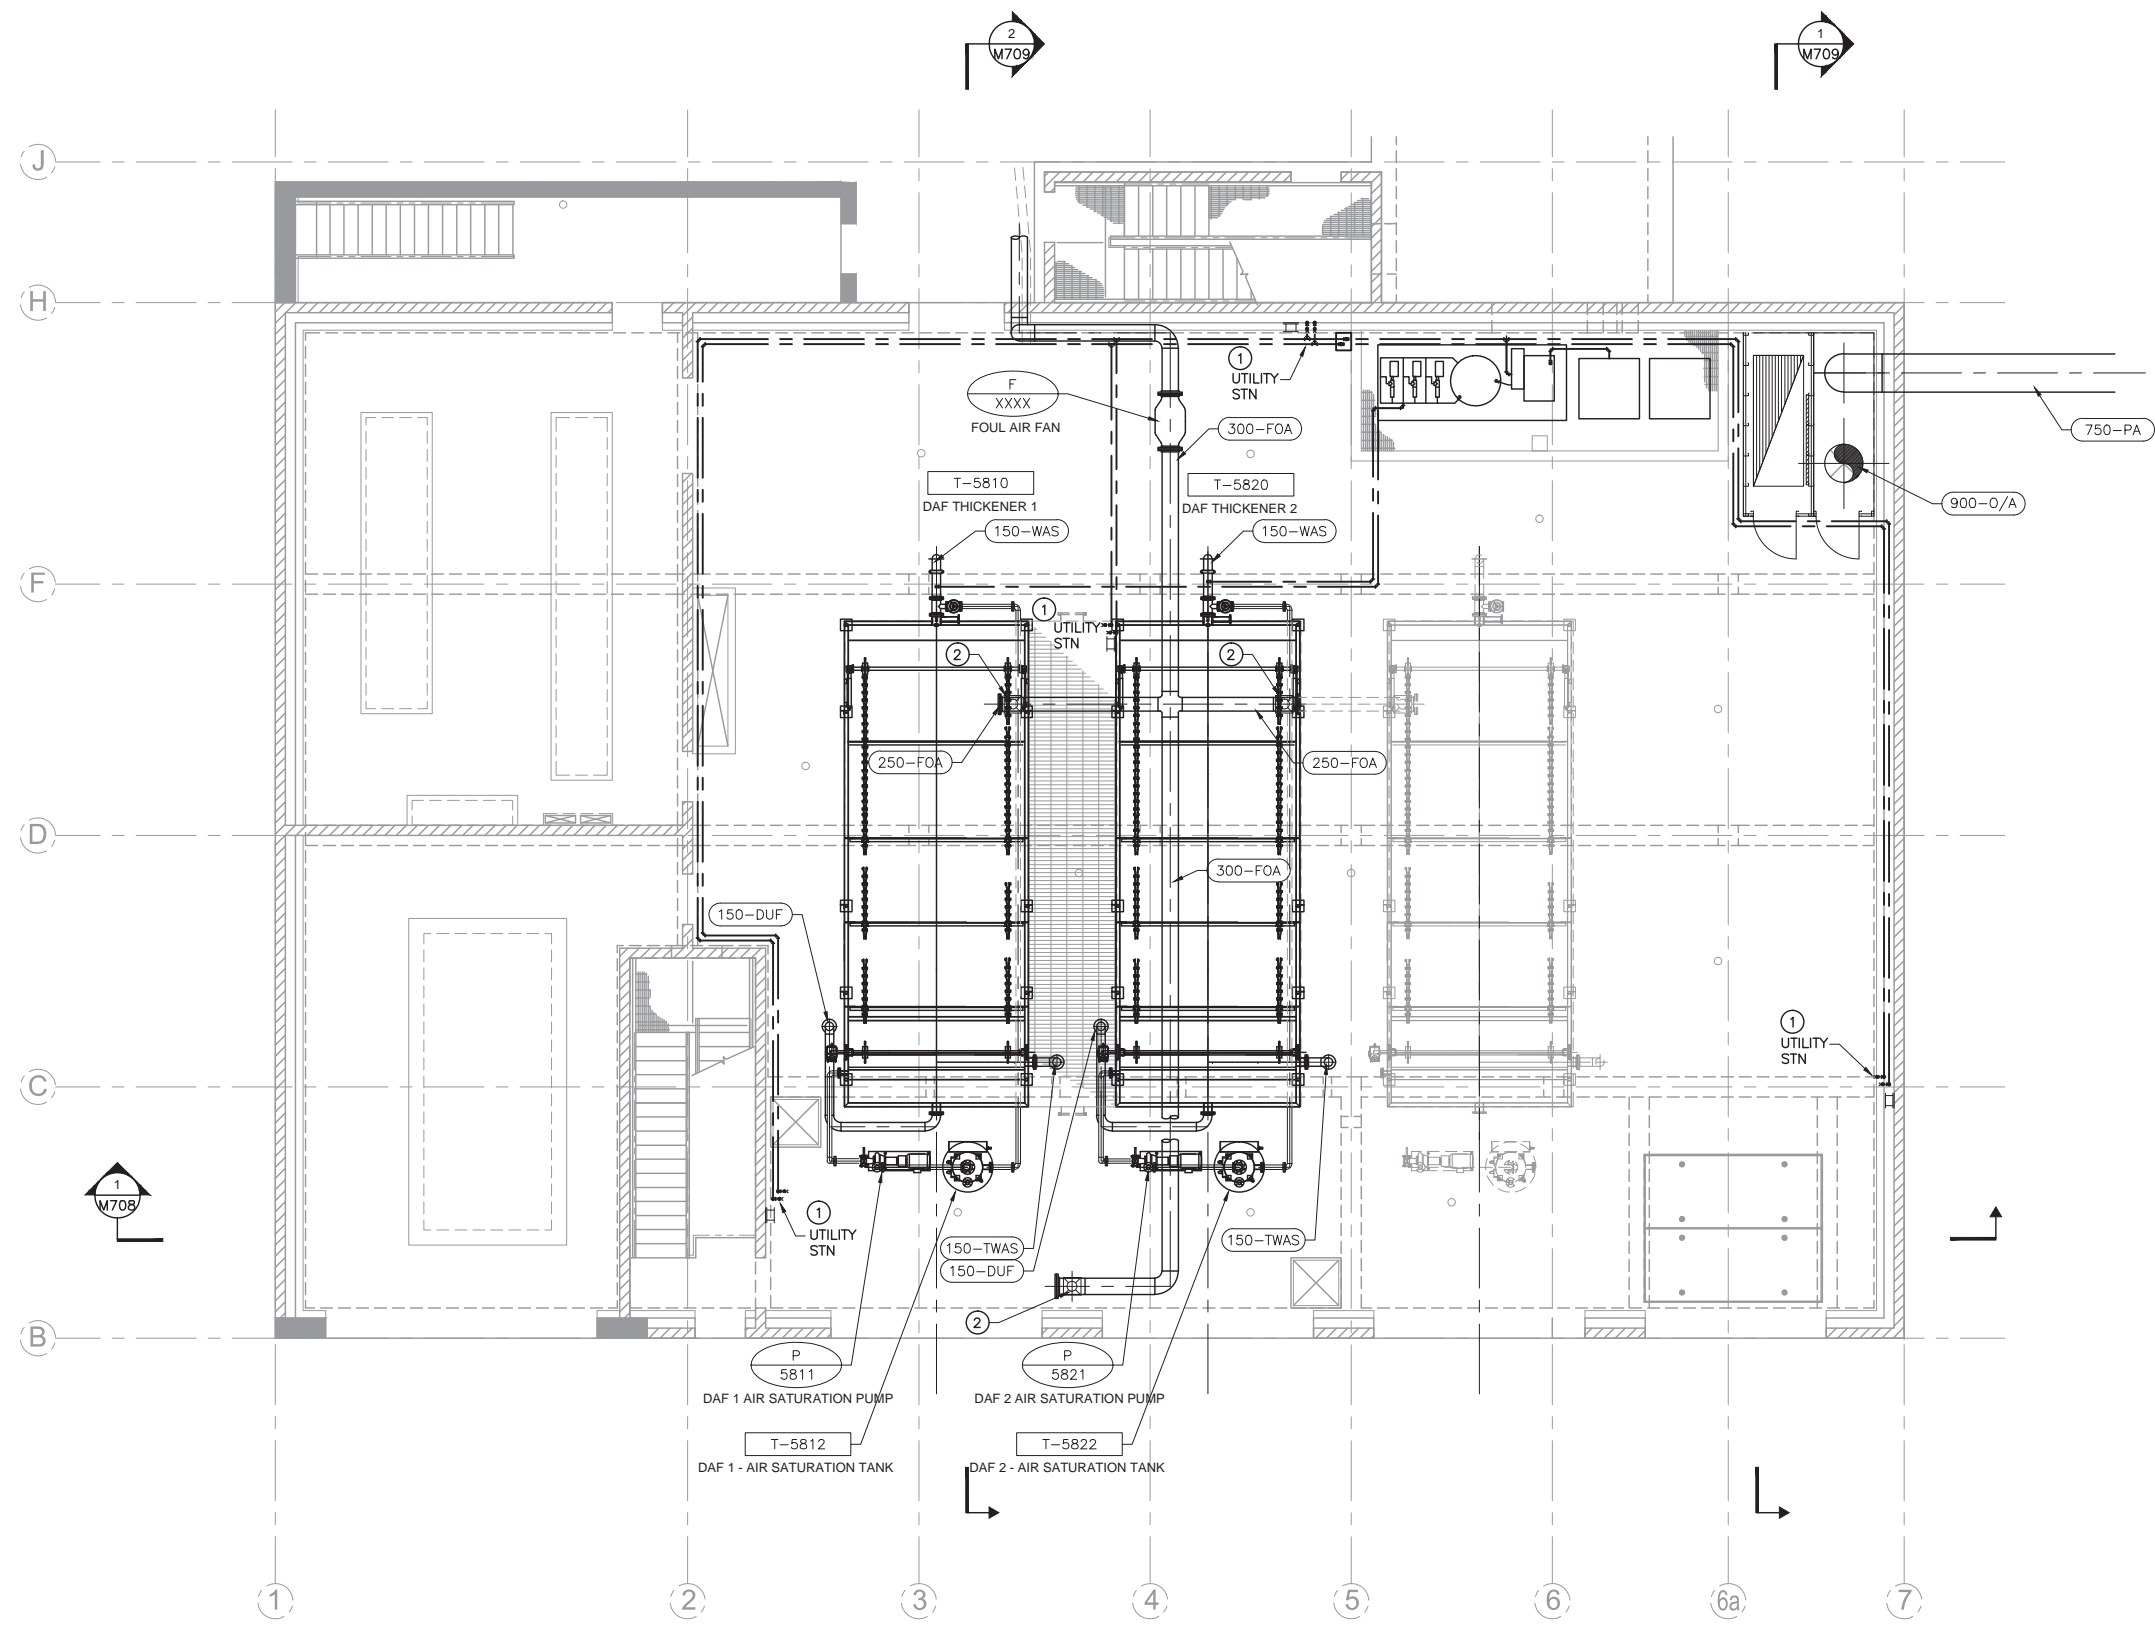 2
M709
1
M709
J
H
1
UTILITY
STN
F
XXXX
FOUL AIR FAN
300-FOA
750-PA
T-5810
DAF THICKENER 1
T-5820
DAF THICKENER 2
900-O/A
150-WAS
150-WAS
F
1
UTILITY
STN
2
2
250-FOA
250-FOA
D
300-FOA
150-DUF
1
UTILITY
STN
C
1
M708
1
UTILITY
STN
150-TWAS
150-DUF
150-TWAS
2
B
P
5811
DAF 1 AIR SATURATION PUMP
P
5821
DAF 2 AIR SATURATION PUMP
T-5812
DAF 1 - AIR SATURATION TANK
T-5822
DAF 2 - AIR SATURATION TANK
1
2
3
4
5
6
6a
7